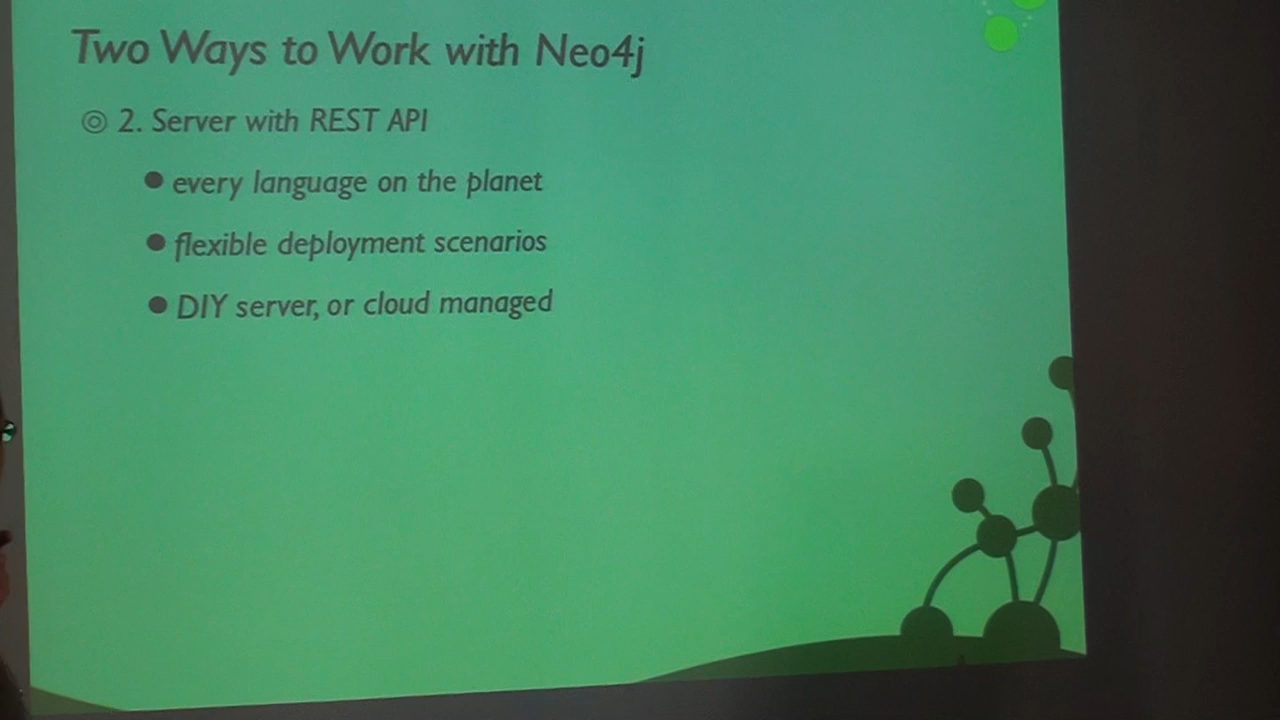 Two Ways to Work with Neo4j
2. Server with REST API
every language on the planet
flexible deployment scenarios
DIY server, or cloud managed